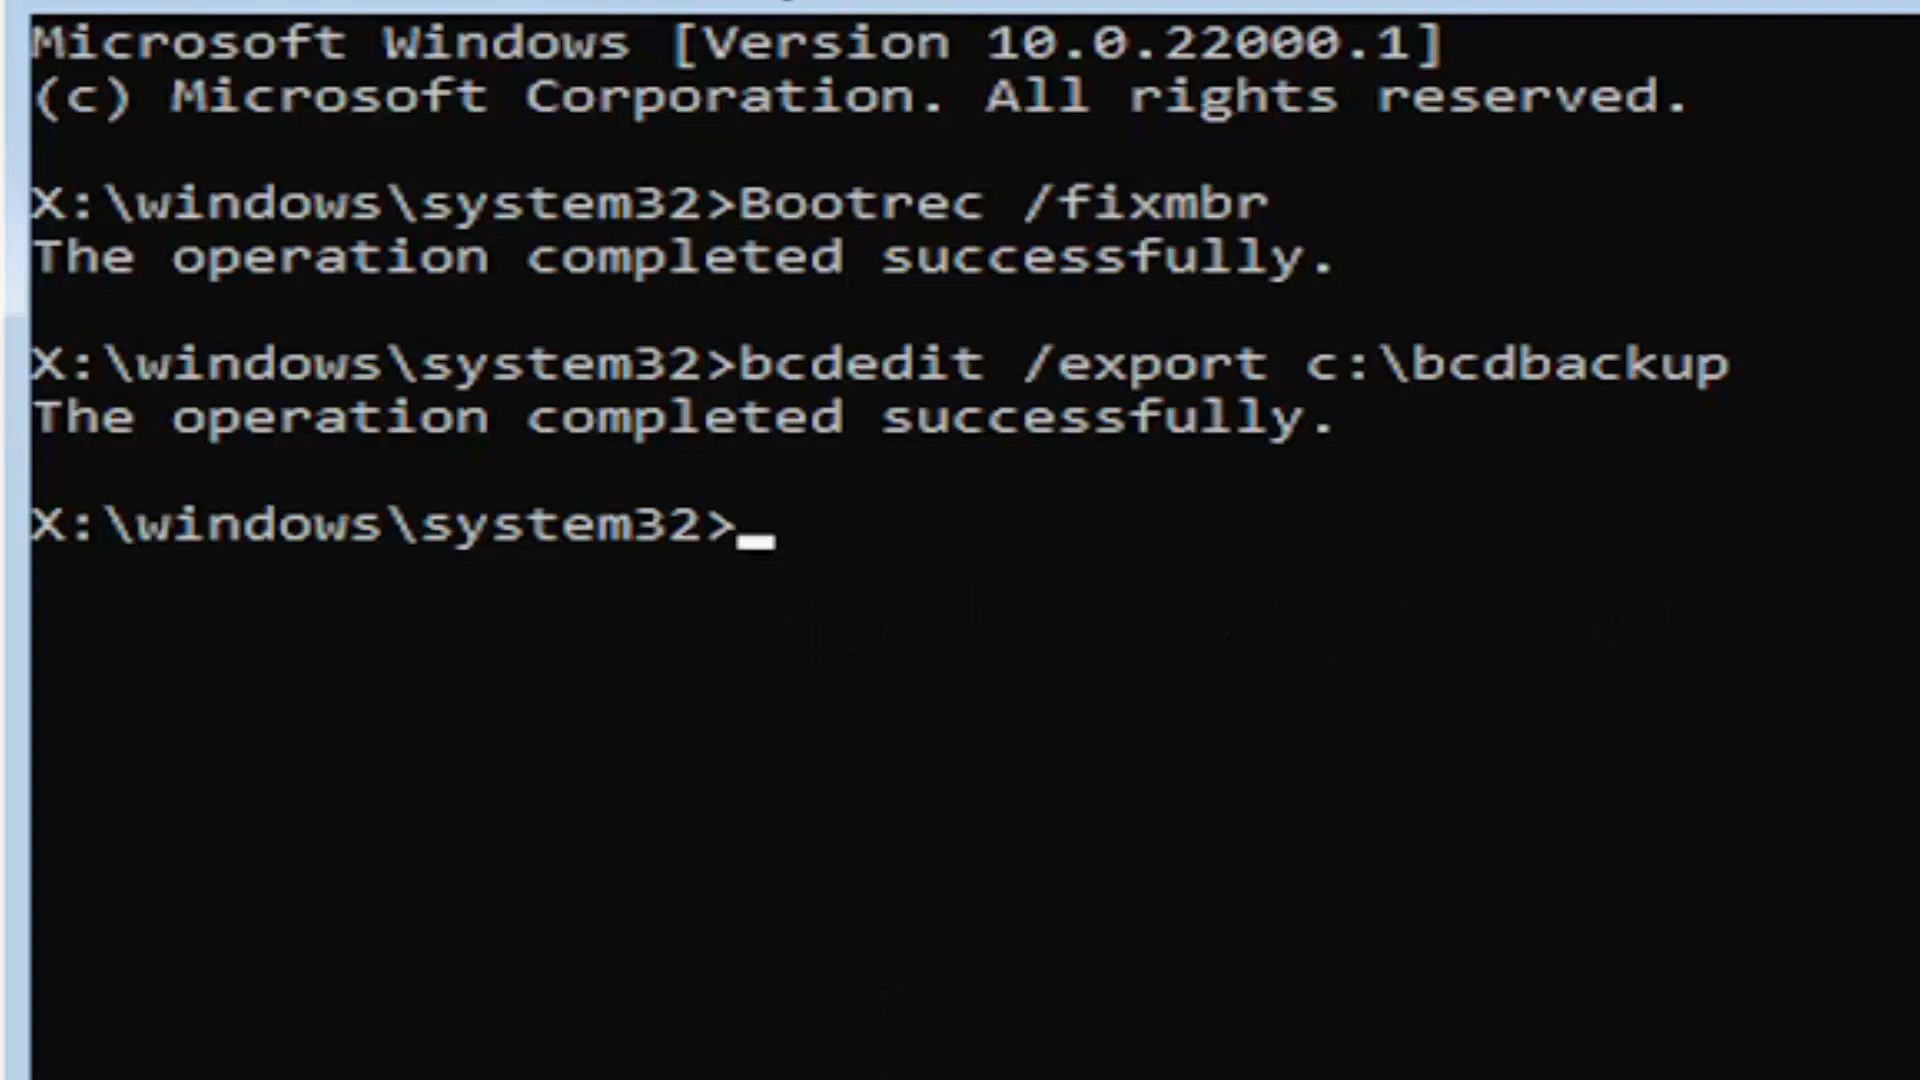 Microsoft Windows [Version 10.0.22000.1]
(c) Microsoft Corporation. All rights reserved.
X:\windows\system32>Bootrec /fixmbr
The operation completed successfully.
X:\windows\system32>bcdedit /export c:\bcdbackup
The operation completed successfully.
X:\windows\system32>